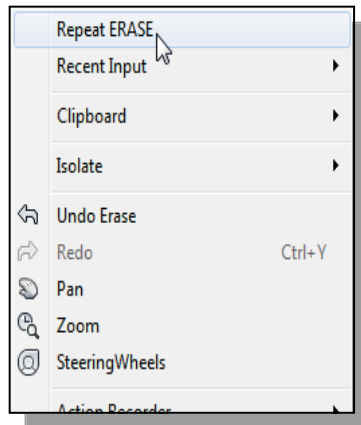 Repeat ERASE
Recent Input
Clipboard
Isolate
Undo Erase
Redo Ctrl+Y
Pan
Zoom
SteeringWheels
Action Recorder